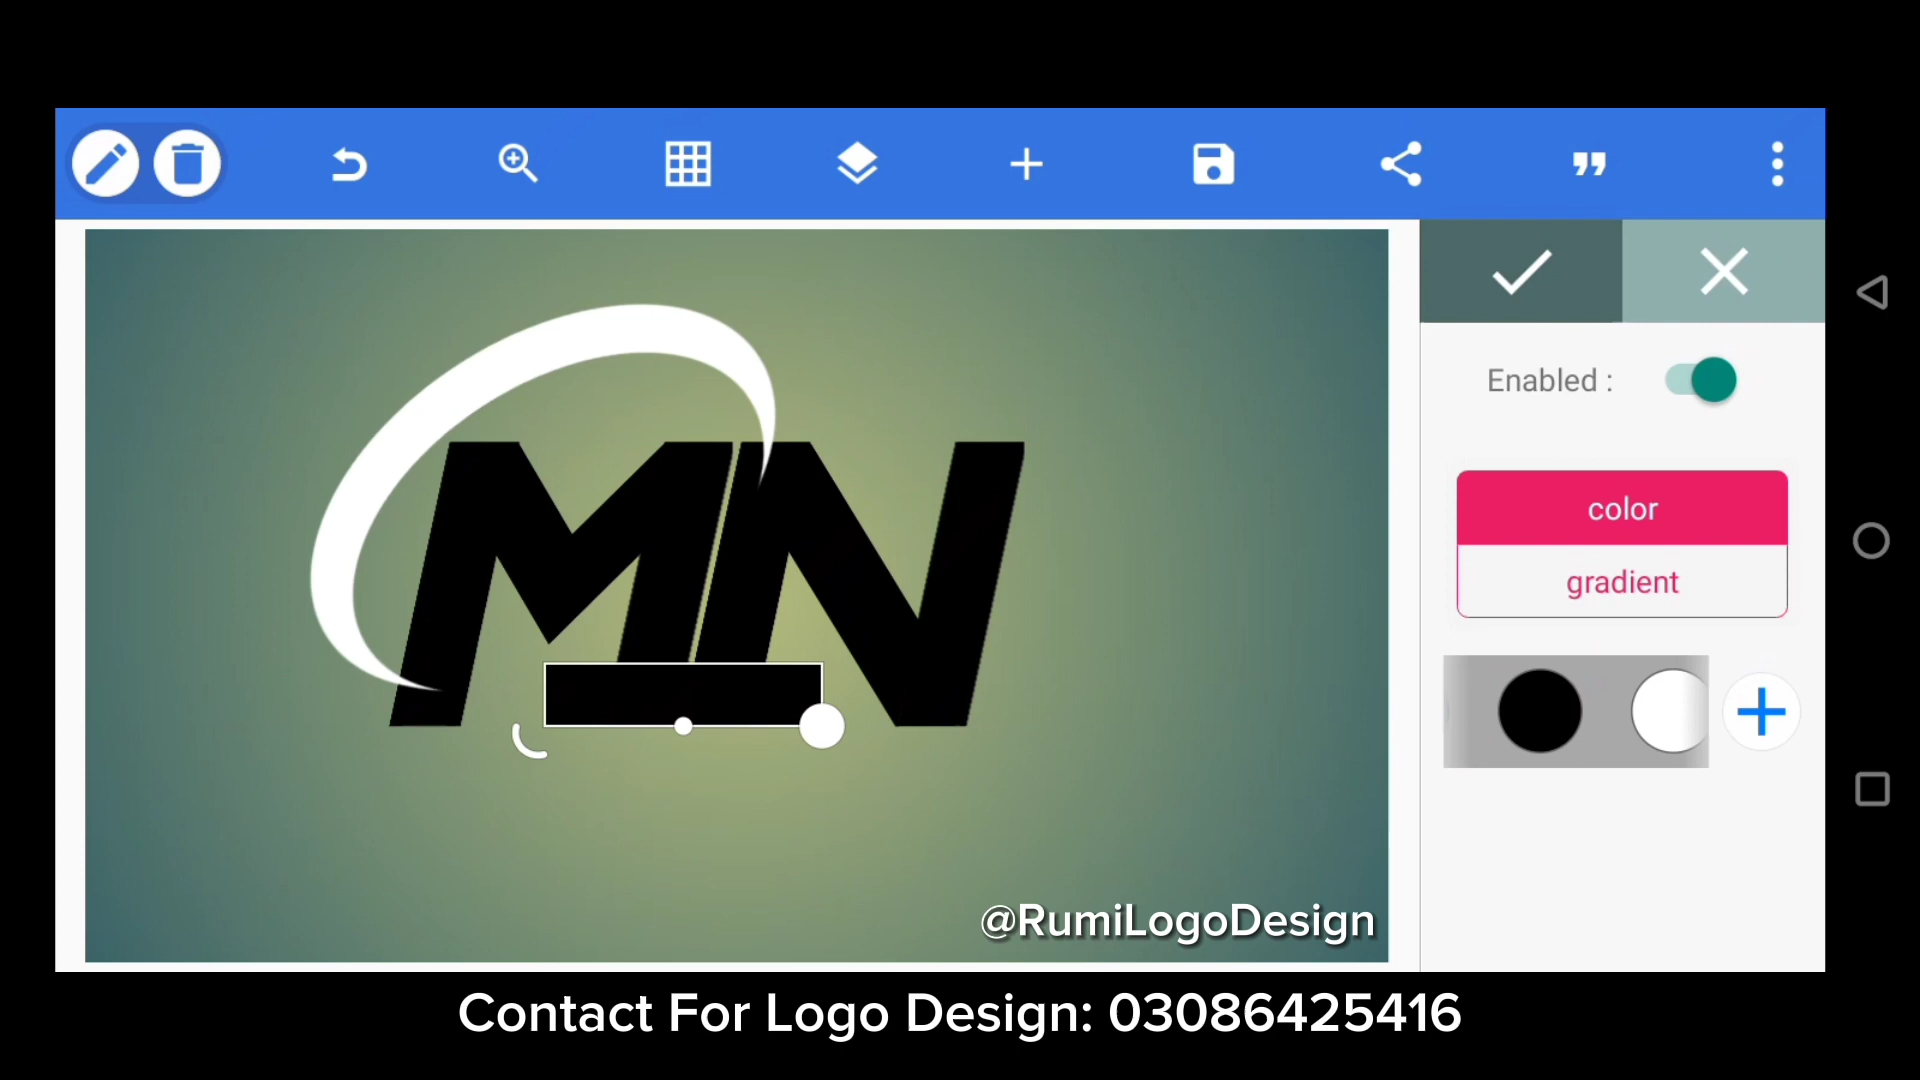 Enabled :
color
gradient
MN
@RumiLogoDesign
Contact For Logo Design: 03086425416